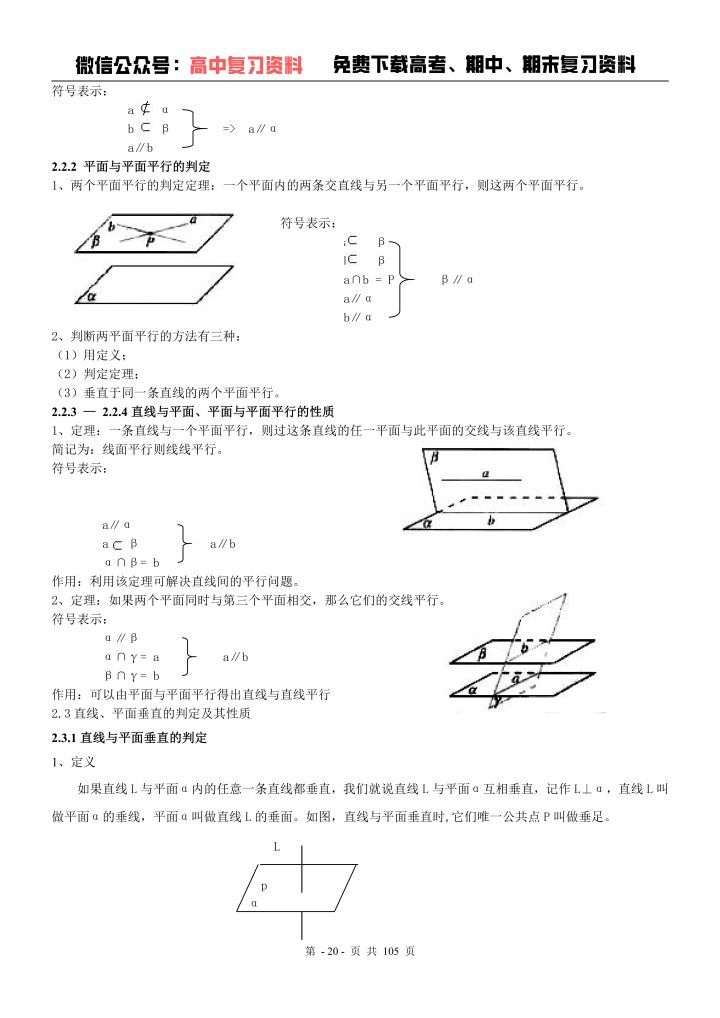 微信公众号：高中复习资料 免费下载高考、期中、期末复习资料
符号表示：
a ⊄ α
b ⊂ β => a∥α
a∥b
2.2.2 平面与平面平行的判定
1、两个平面平行的判定定理：一个平面内的两条交直线与另一个平面平行，则这两个平面平行。
b a
β P
α
符号表示：
⊂ β
⊂ β
a∩b = P β∥α
a∥α
b∥α
2、判断两平面平行的方法有三种：
（1）用定义；
（2）判定定理；
（3）垂直于同一条直线的两个平面平行。
2.2.3 — 2.2.4直线与平面、平面与平面平行的性质
1、定理：一条直线与一个平面平行，则过这条直线的任一平面与此平面的交线与该直线平行。
简记为：线面平行则线线平行。
符号表示：
β
a
α b
a∥α
a ⊂ β a∥b
α∩β= b
作用：利用该定理可解决直线间的平行问题。
2、定理：如果两个平面同时与第三个平面相交，那么它们的交线平行。
符号表示：
α∥β
α∩γ= a a∥b
β∩γ= b
β b
α a
γ
作用：可以由平面与平面平行得出直线与直线平行
2.3直线、平面垂直的判定及其性质
2.3.1直线与平面垂直的判定
1、定义
如果直线L与平面α内的任意一条直线都垂直，我们就说直线L与平面α互相垂直，记作L⊥α，直线L叫
做平面α的垂线，平面α叫做直线L的垂面。如图，直线与平面垂直时,它们唯一公共点P叫做垂足。
L
p
α
第 - 20 - 页 共 105 页